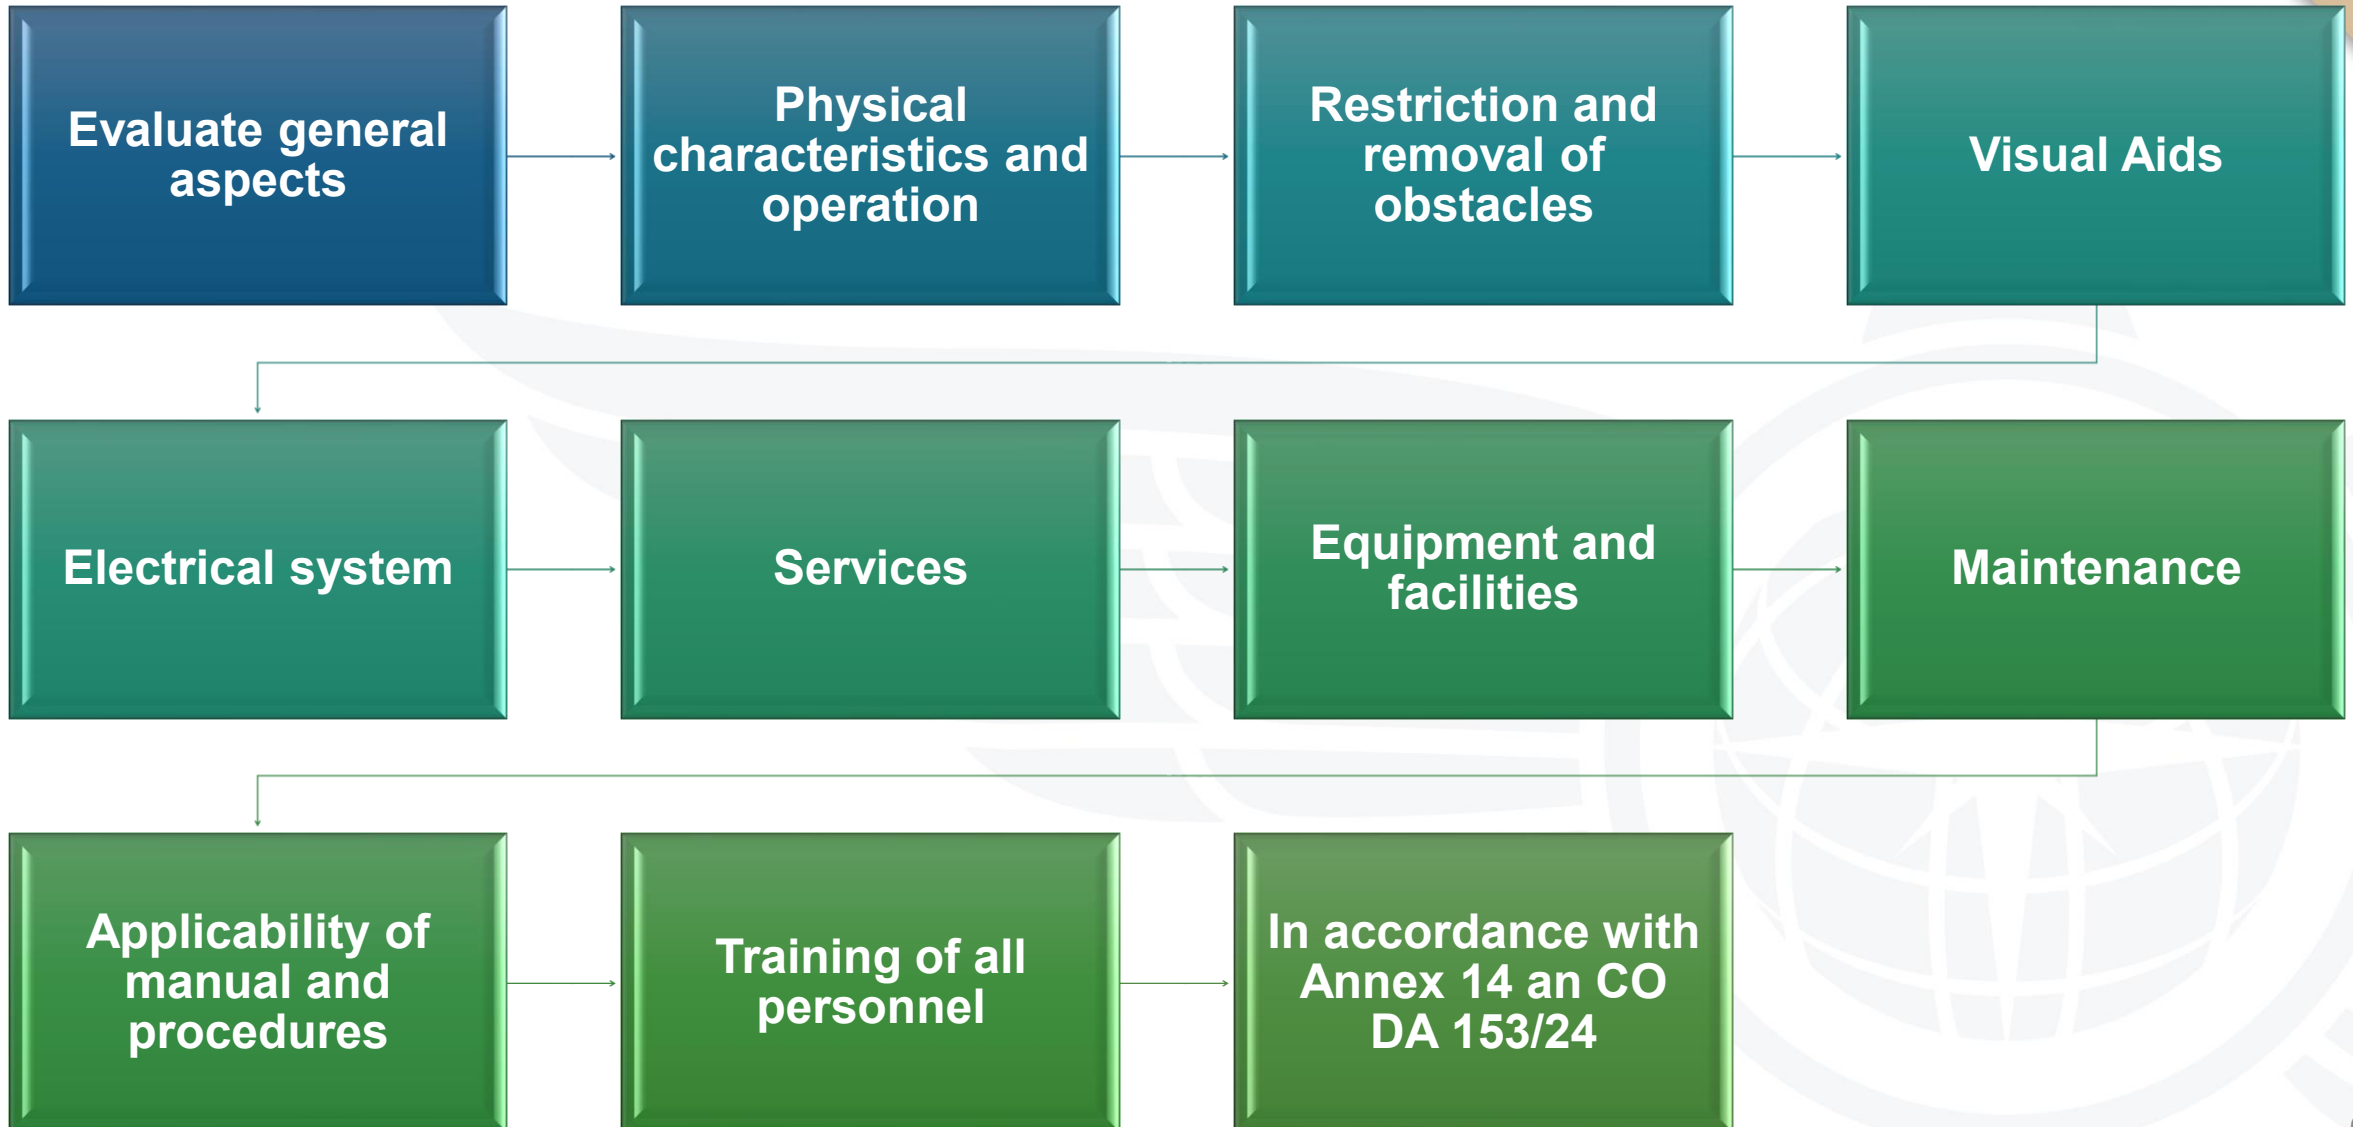 Evaluate general
aspects
Physical
characteristics and
operation
Restriction and
removal of
obstacles
Visual Aids
Electrical system
Services
Equipment and
facilities
Maintenance
Applicability of
manual and
procedures
Training of all
personnel
In accordance with
Annex 14 an CO
DA 153/24